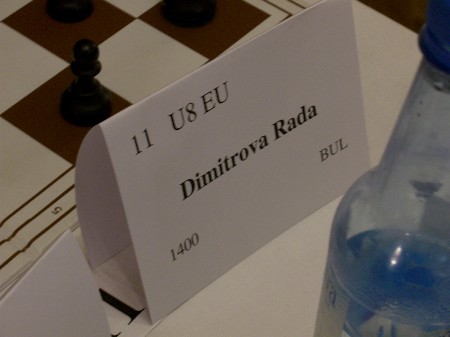 11 U8 EU
Dimitrova Rada
BUL
1400